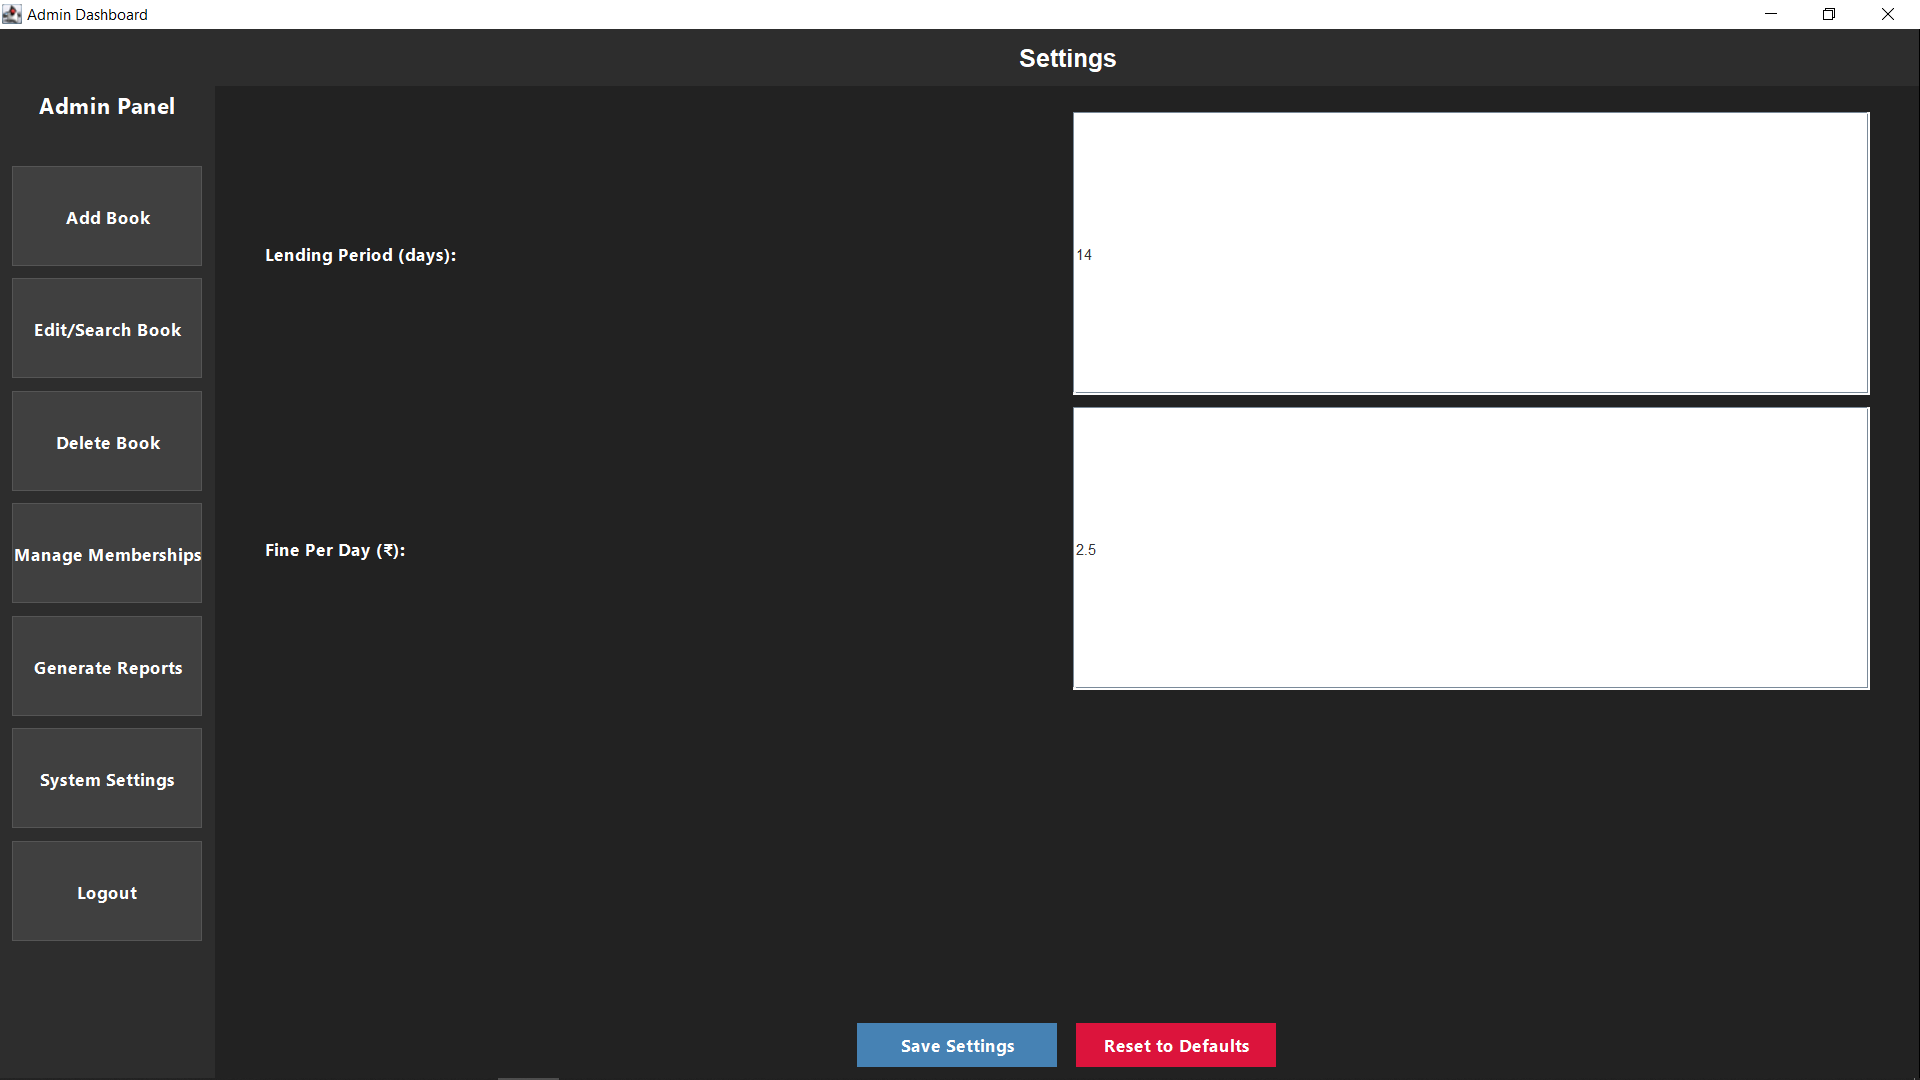 Admin Dashboard
Settings
Admin Panel
Add Book
Edit/Search Book
Delete Book
Manage Memberships
Generate Reports
System Settings
Logout
Lending Period (days):
14
Fine Per Day (₹):
2.5
Save Settings
Reset to Defaults